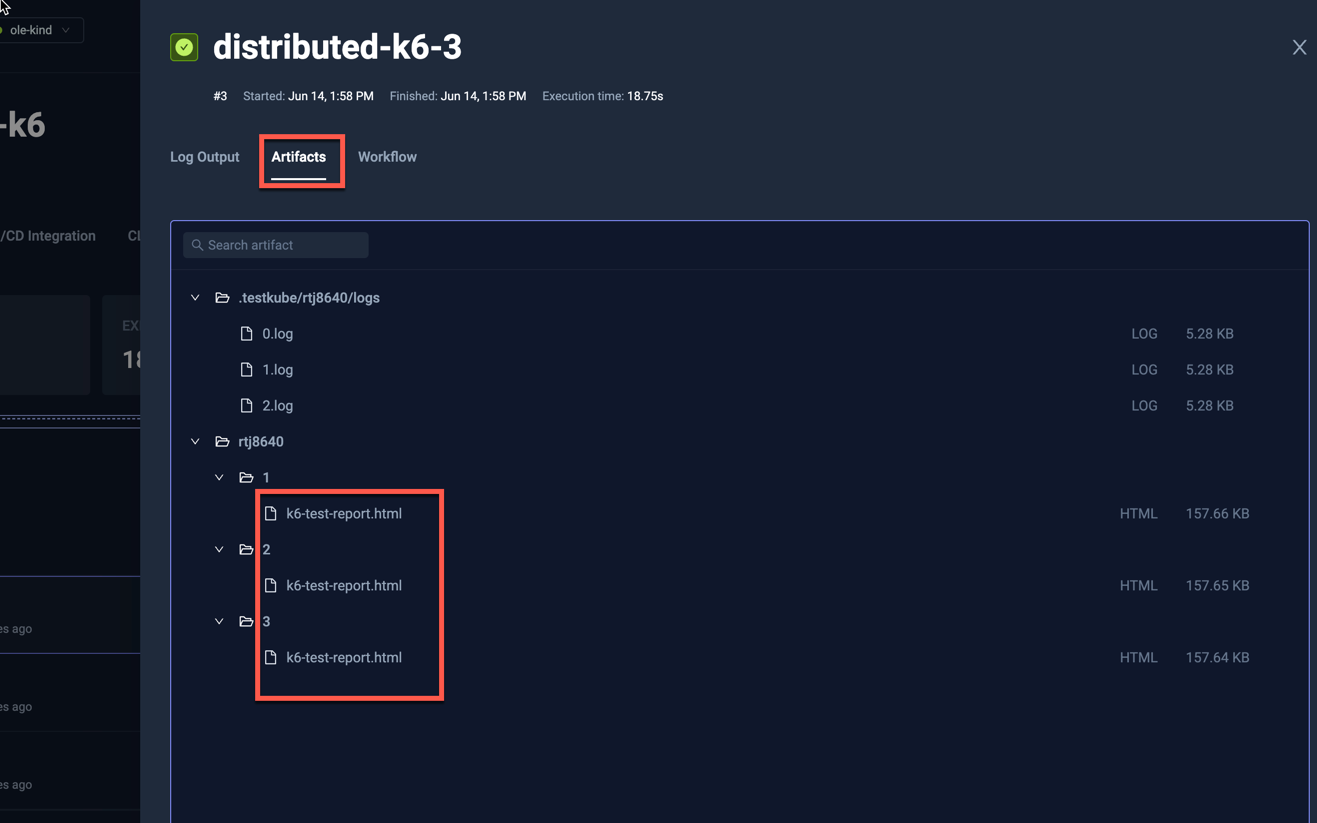 ole-kind
distributed-k6-3
#3 Started: Jun 14, 1:58 PM Finished: Jun 14, 1:58 PM Execution time: 18.75s
-k6
Log Output Artifacts Workflow
/CD Integration
Search artifact
.testkube/rtj8640/logs
0.log LOG 5.28 KB
1.log LOG 5.28 KB
2.log LOG 5.28 KB
rtj8640
1
k6-test-report.html HTML 157.66 KB
2
k6-test-report.html HTML 157.65 KB
3
k6-test-report.html HTML 157.64 KB
es ago
es ago
es ago